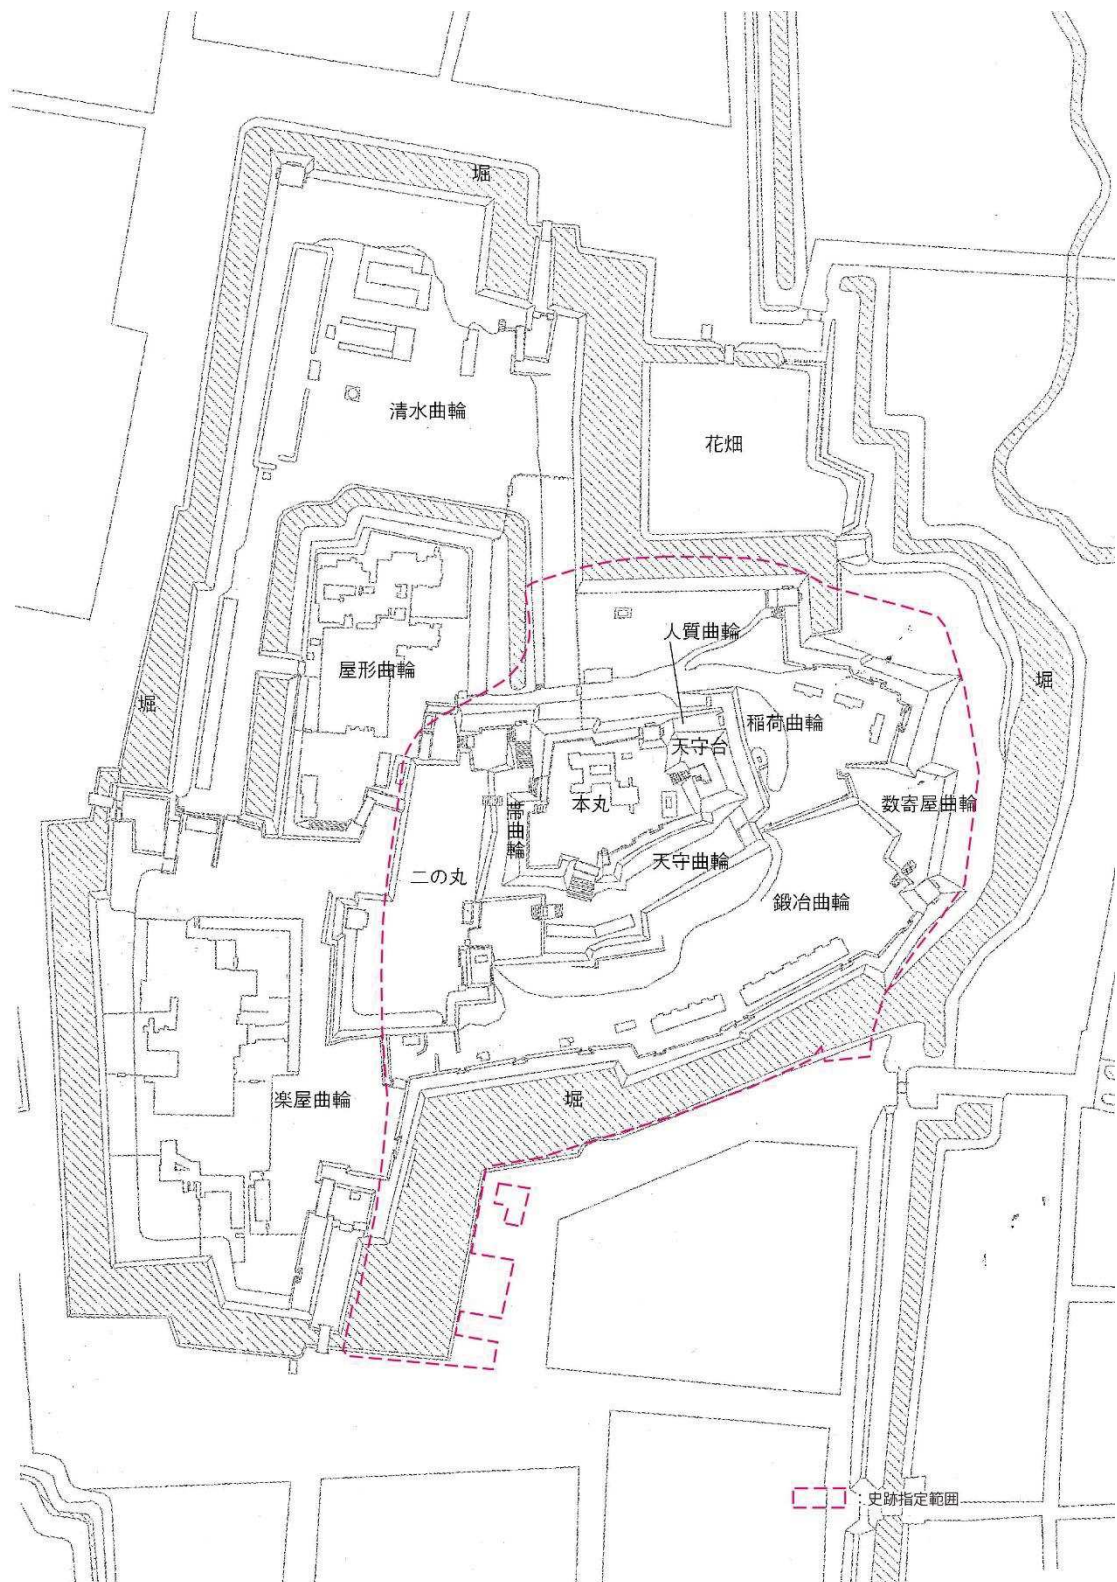 堀
清水曲輪
花畑
人質曲輪
屋形曲輪
堀
堀
稲荷曲輪
天守台
本丸
数寄屋曲輪
帯曲輪
天守曲輪
二の丸
鍛冶曲輪
楽屋曲輪
堀
:史跡指定範囲